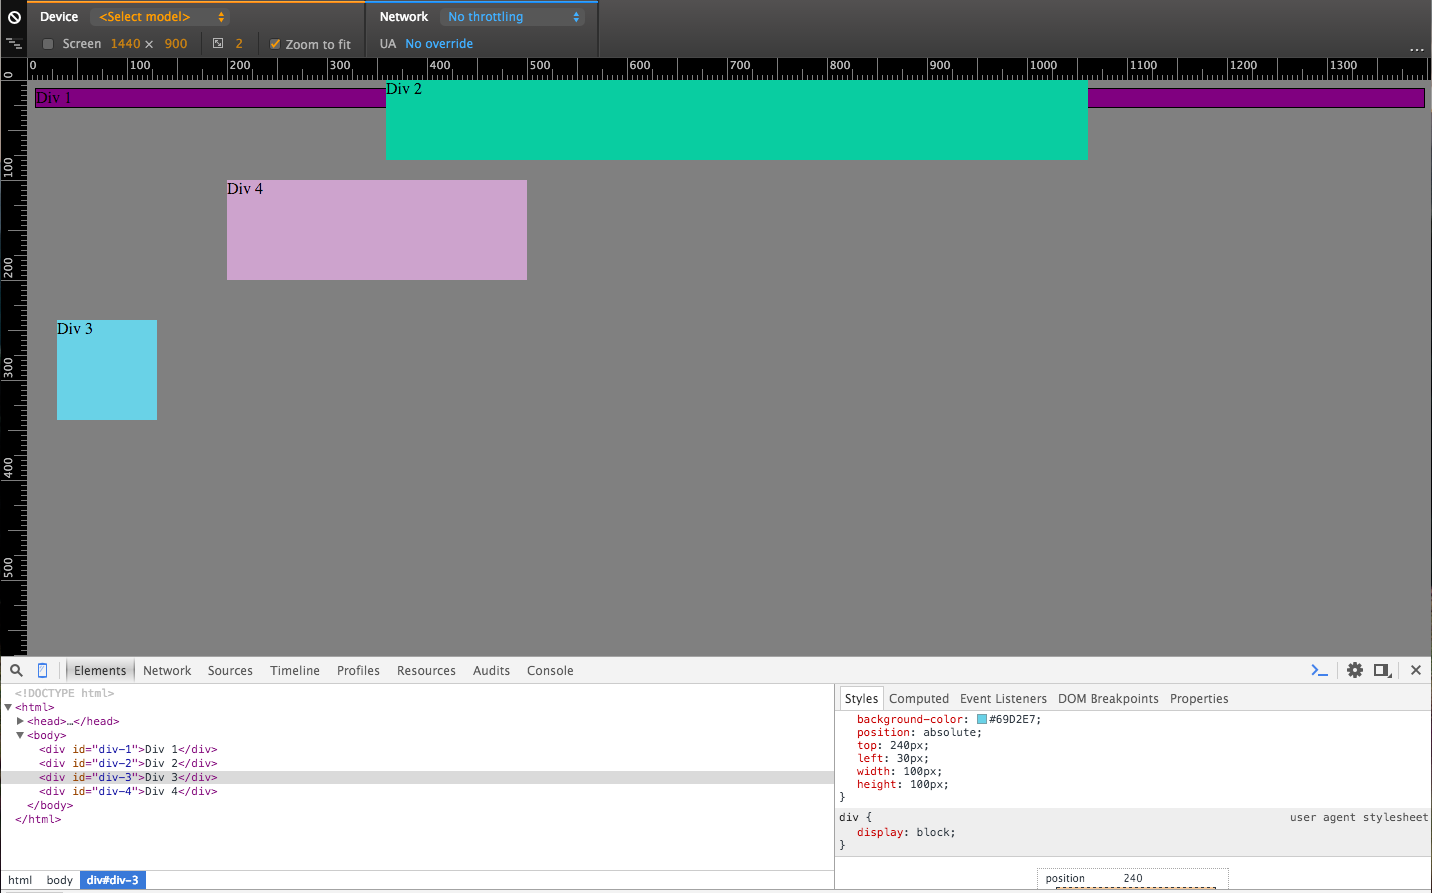 Device <Select model> Network No throttling
Screen 1440 × 900 2 Zoom to fit UA No override
...
0 100 200 300 400 500 600 700 800 900 1000 1100 1200 1300
0
100
200
300
400
500
Div 1
Div 2
Div 4
Div 3
Elements Network Sources Timeline Profiles Resources Audits Console
<!DOCTYPE html>
<html>
<head>…</head>
<body>
<div id="div-1">Div 1</div>
<div id="div-2">Div 2</div>
<div id="div-3">Div 3</div>
<div id="div-4">Div 4</div>
</body>
</html>
html body div#div-3
Styles Computed Event Listeners DOM Breakpoints Properties
background-color: #69D2E7;
position: absolute;
top: 240px;
left: 30px;
width: 100px;
height: 100px;
}
div { user agent stylesheet
display: block;
}
position 240